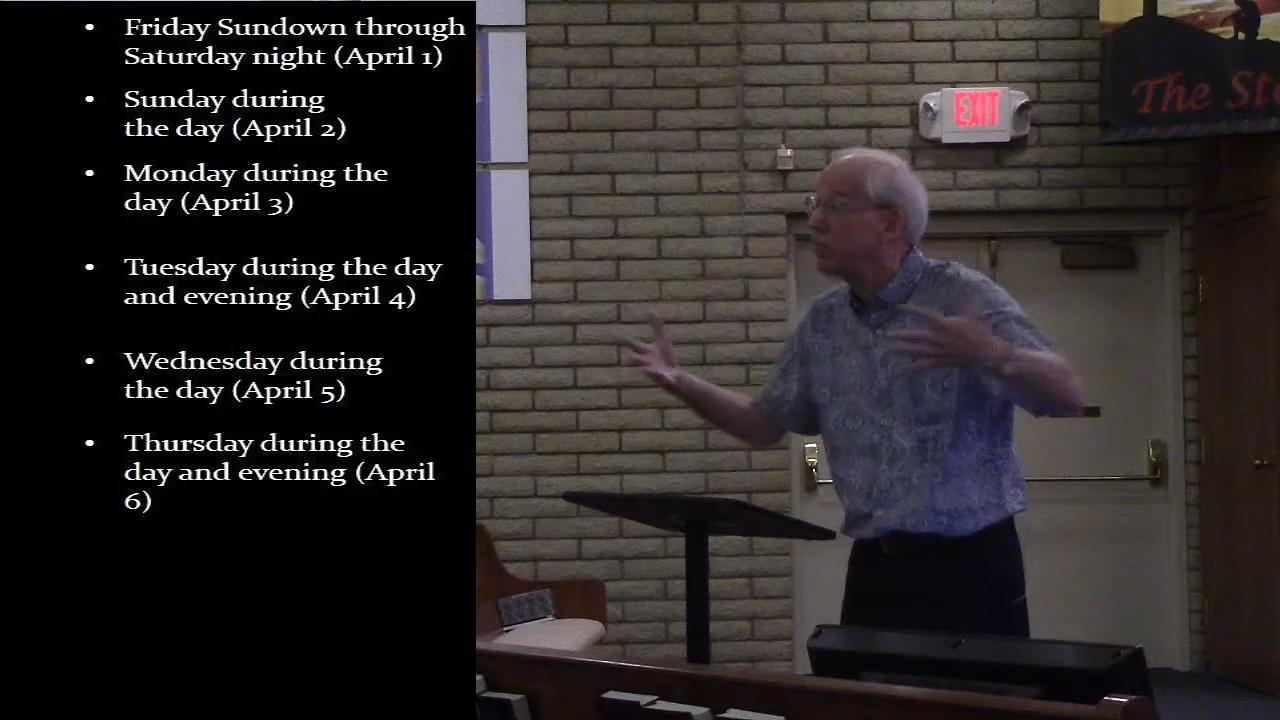 • Friday Sundown through
Saturday night (April 1)
• Sunday during
the day (April 2)
• Monday during the
day (April 3)
• Tuesday during the day
and evening (April 4)
• Wednesday during
the day (April 5)
• Thursday during the
day and evening (April
6)
EXIT
The